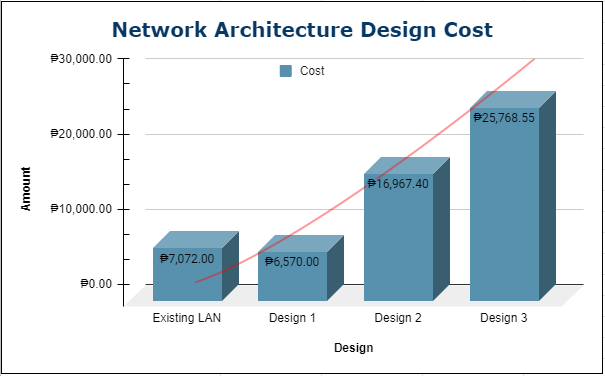 Network Architecture Design Cost
₱30,000.00
Cost
₱25,768.55
₱20,000.00
₱16,967.40
Amount
₱10,000.00
₱7,072.00
₱6,570.00
₱0.00
Existing LAN
Design 1
Design 2
Design 3
Design